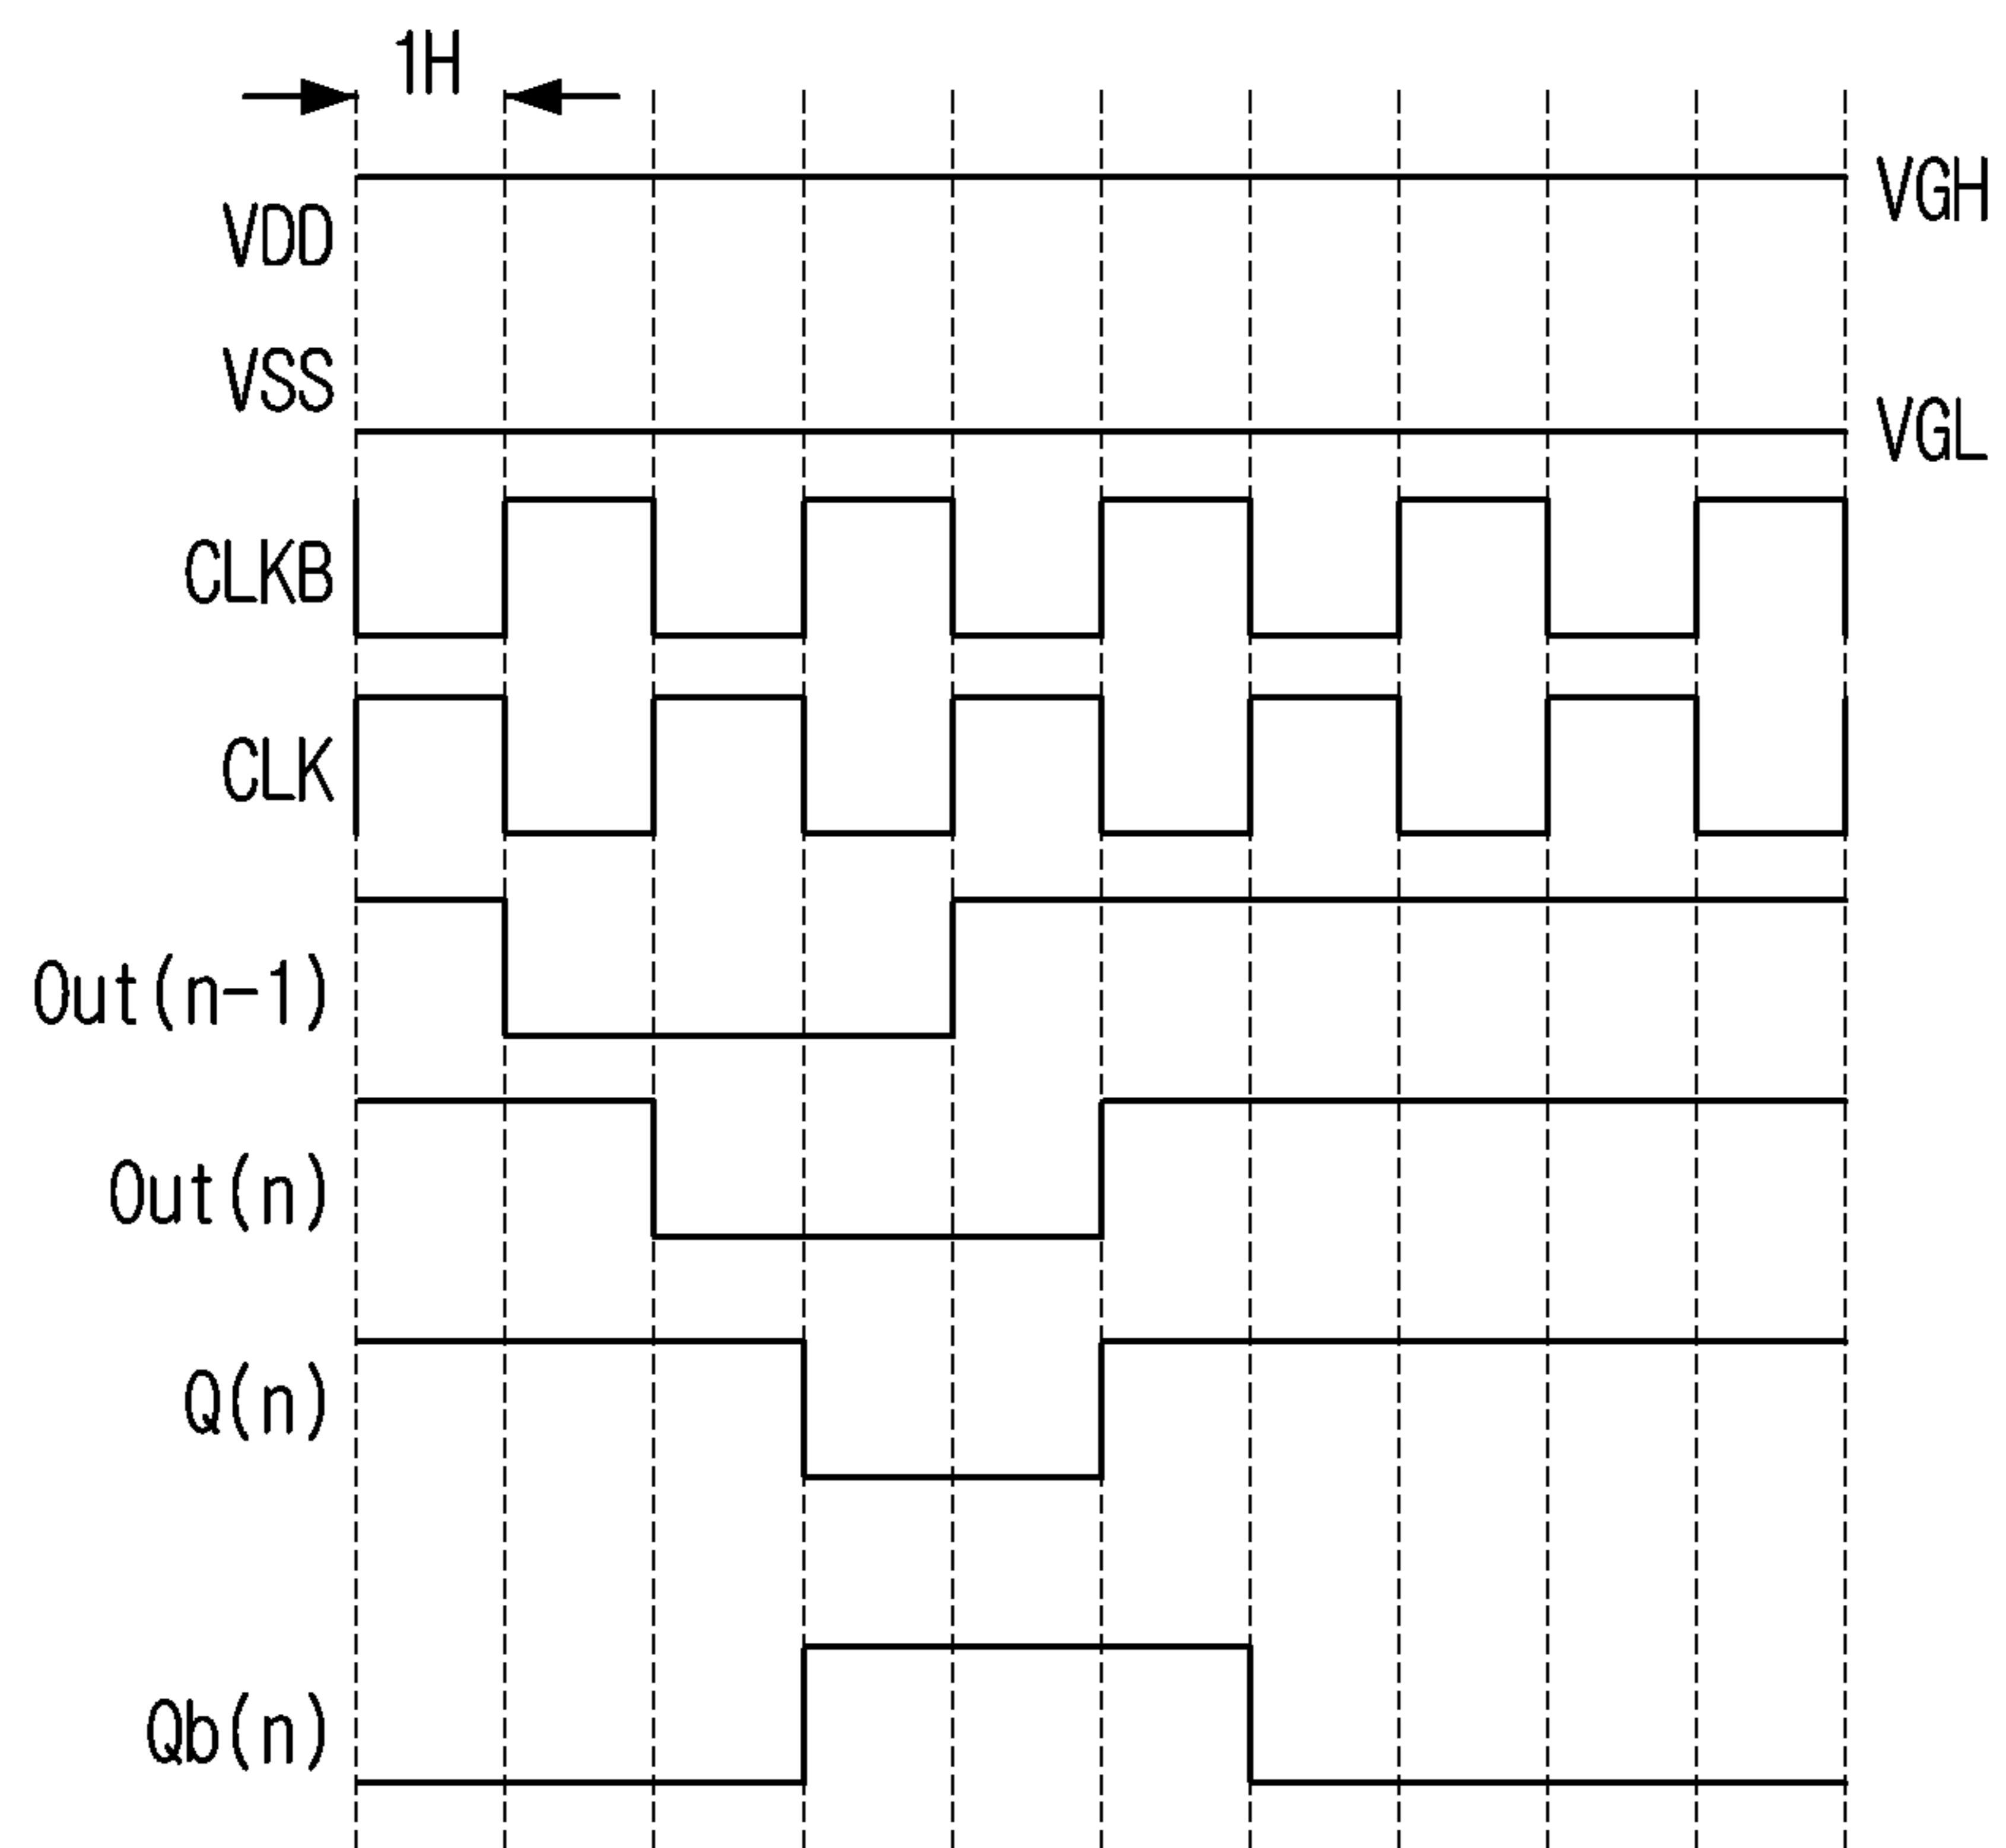 1H
VGH
VDD
VSS
VGL
CLKB
CLK
Out(n-1)
Out(n)
Q(n)
Qb(n)